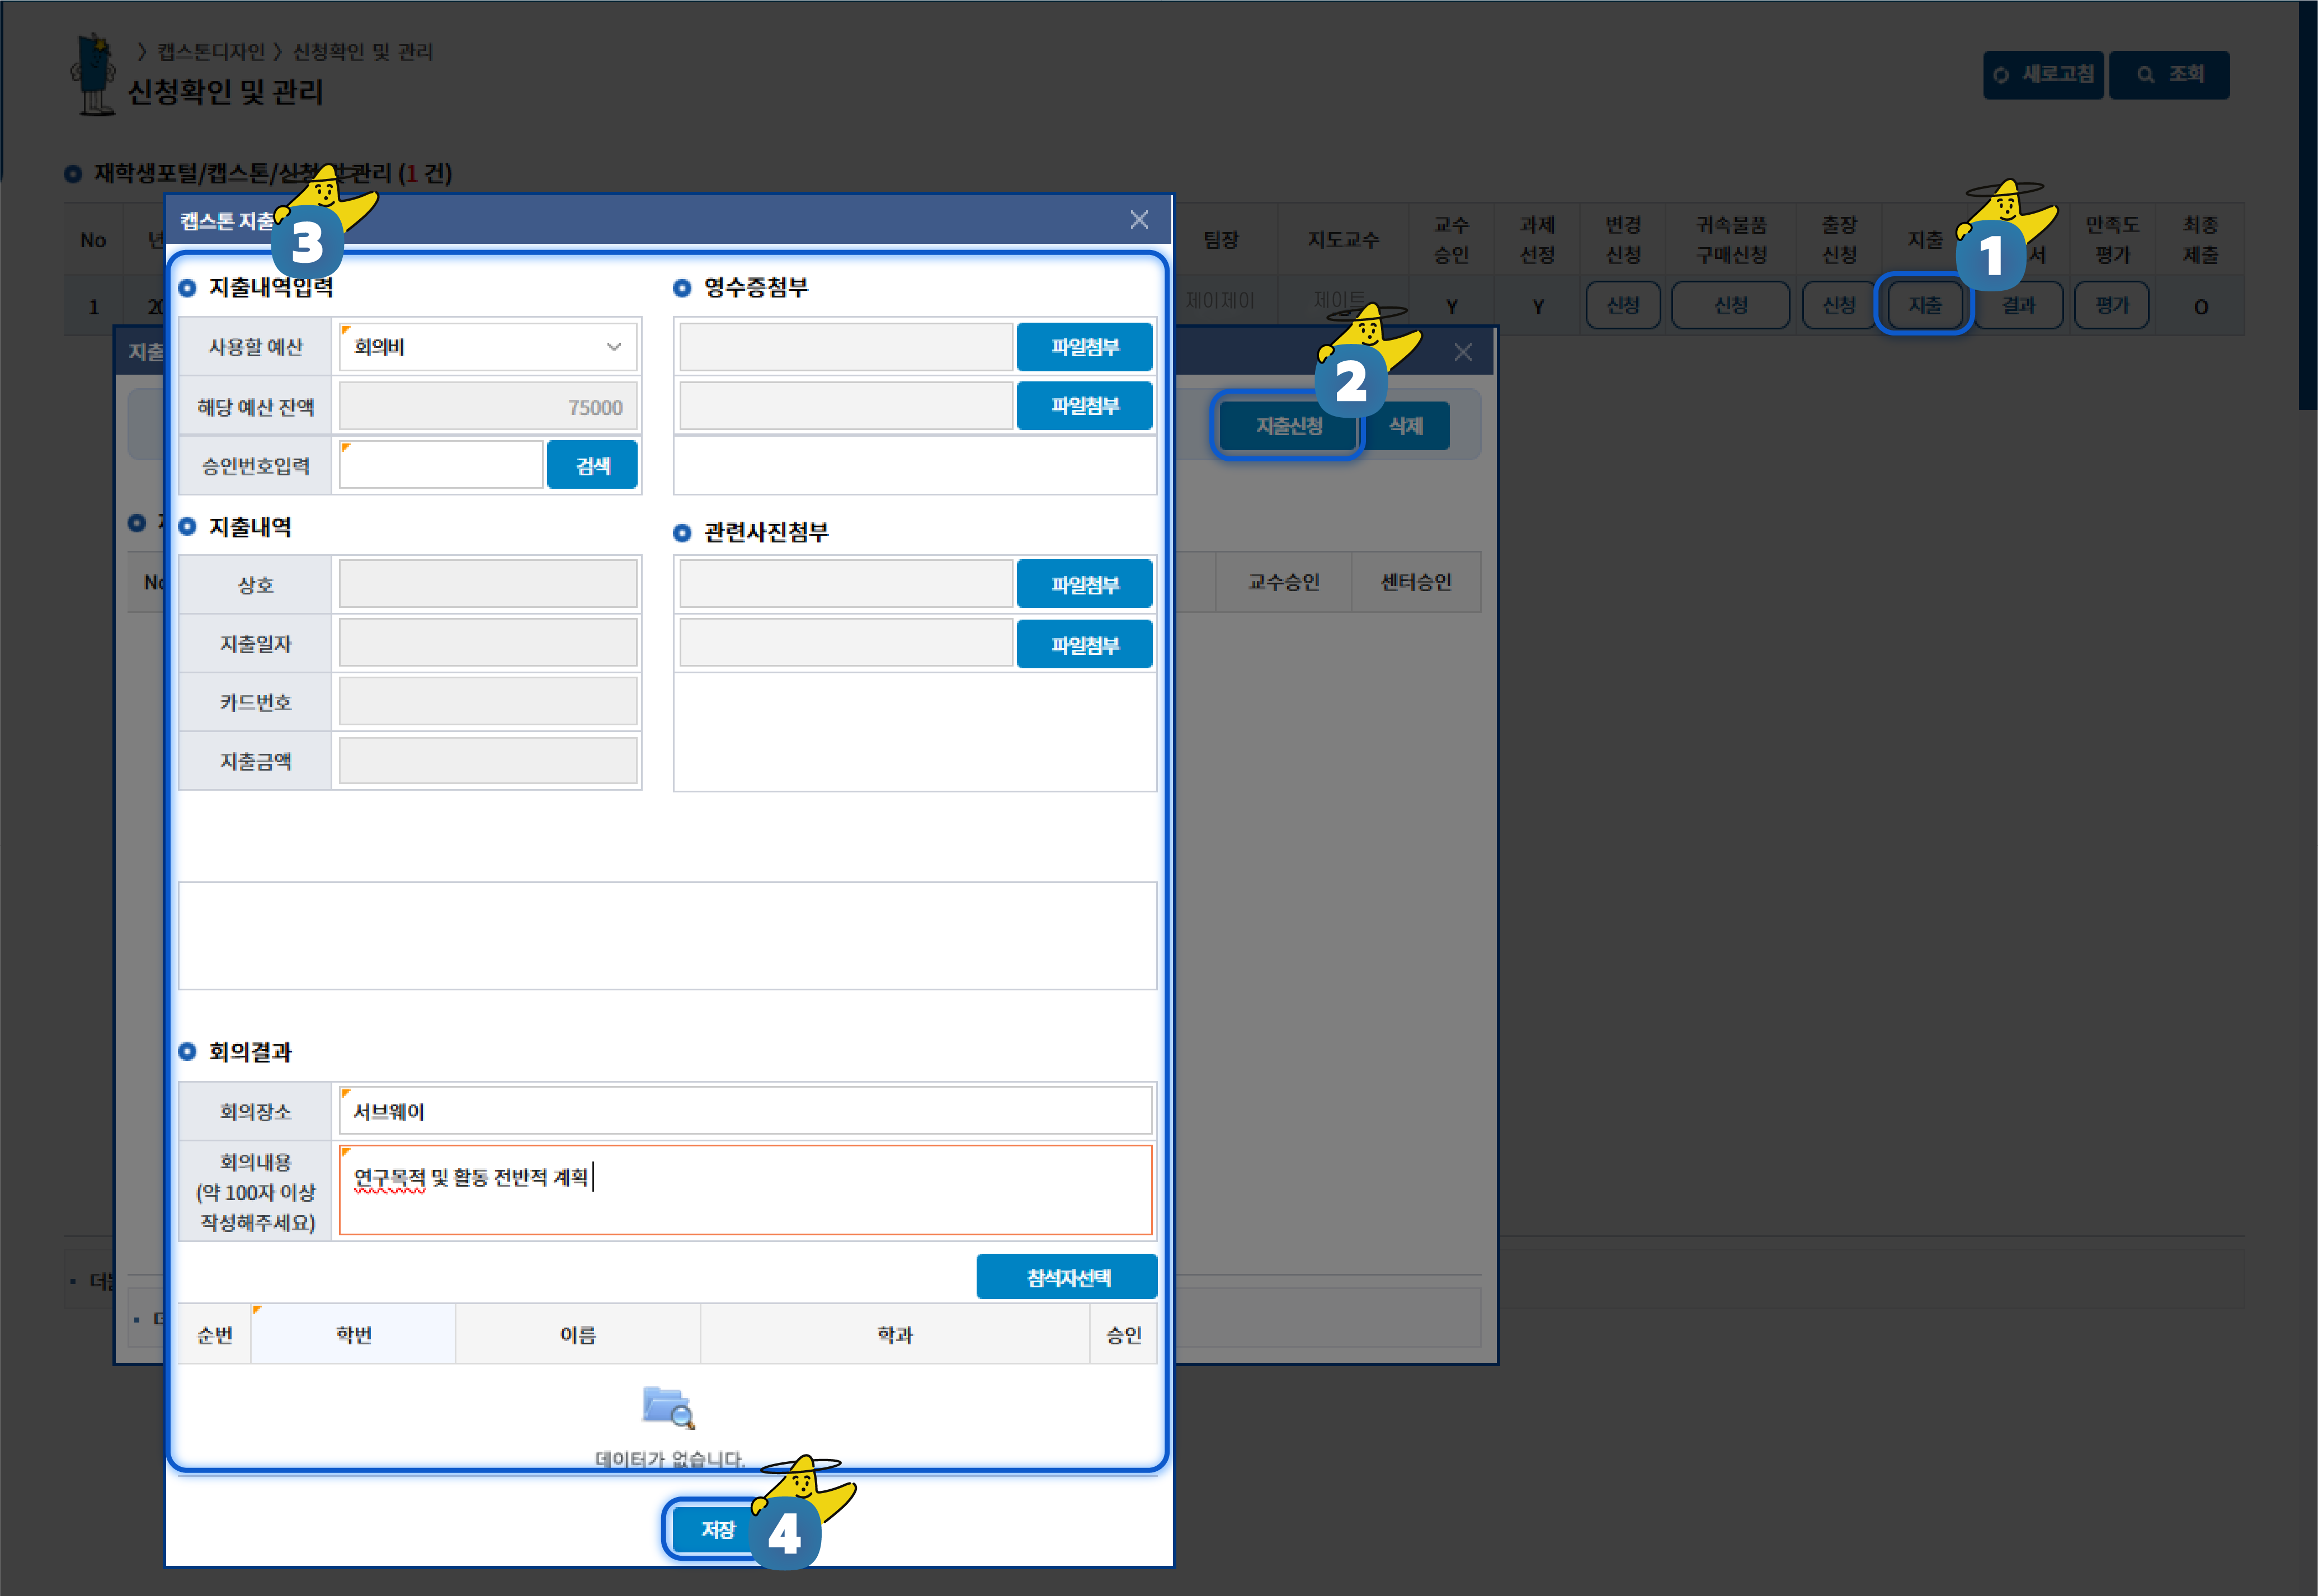 〉 캡스톤디자인 〉 신청확인 및 관리
신청확인 및 관리
새로고침
조회
재학생포털/캡스톤/신청 및 관리 (1 건)
No
팀장
지도교수
교수
승인
과제
선정
변경
신청
귀속물품
구매신청
출장
신청
지출
서
만족도
평가
최종
제출
1
20
제이제이
제이트
Y
Y
신청
신청
신청
지출
결과
평가
O
1
지출
2
지출신청
삭제
No
교수승인
센터승인
캡스톤 지출
3
지출내역입력
사용할 예산
회의비
해당 예산 잔액
75000
승인번호입력
검색
영수증첨부
파일첨부
파일첨부
지출내역
상호
지출일자
카드번호
지출금액
관련사진첨부
파일첨부
파일첨부
회의결과
회의장소
서브웨이
회의내용
(약 100자 이상
작성해주세요)
연구목적 및 활동 전반적 계획
참석자선택
순번
학번
이름
학과
승인
데이터가 없습니다.
저장
4